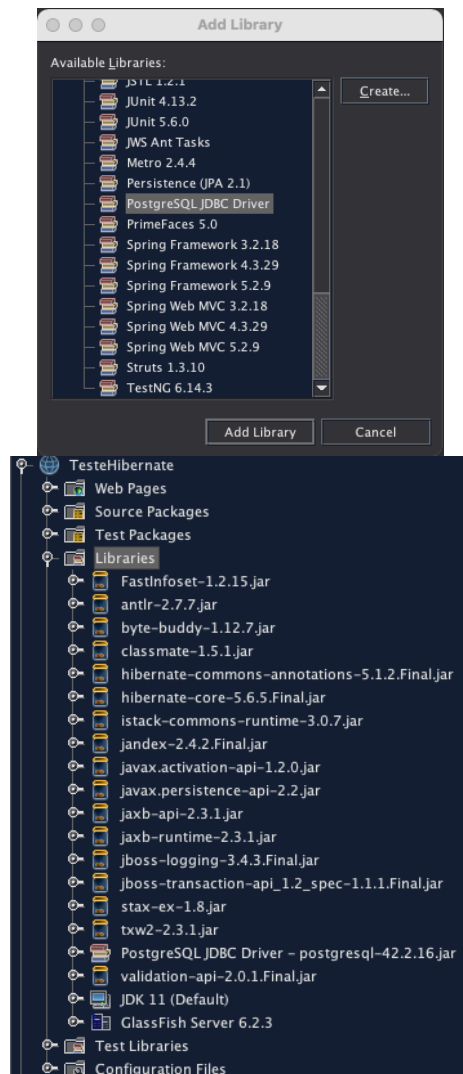 Add Library
Available Libraries:
JSTL 1.2.1
Create...
JUnit 4.13.2
JUnit 5.6.0
JWS Ant Tasks
Metro 2.4.4
Persistence (JPA 2.1)
PostgreSQL JDBC Driver
PrimeFaces 5.0
Spring Framework 3.2.18
Spring Framework 4.3.29
Spring Framework 5.2.9
Spring Web MVC 3.2.18
Spring Web MVC 4.3.29
Spring Web MVC 5.2.9
Struts 1.3.10
TestNG 6.14.3
Add Library Cancel
TesteHibernate
Web Pages
Source Packages
Test Packages
Libraries
FastInfoset-1.2.15.jar
antlr-2.7.7.jar
byte-buddy-1.12.7.jar
classmate-1.5.1.jar
hibernate-commons-annotations-5.1.2.Final.jar
hibernate-core-5.6.5.Final.jar
istack-commons-runtime-3.0.7.jar
jandex-2.4.2.Final.jar
javax.activation-api-1.2.0.jar
javax.persistence-api-2.2.jar
jaxb-api-2.3.1.jar
jaxb-runtime-2.3.1.jar
jboss-logging-3.4.3.Final.jar
jboss-transaction-api_1.2_spec-1.1.1.Final.jar
stax-ex-1.8.jar
txw2-2.3.1.jar
PostgreSQL JDBC Driver - postgresql-42.2.16.jar
validation-api-2.0.1.Final.jar
JDK 11 (Default)
GlassFish Server 6.2.3
Test Libraries
Configuration Files